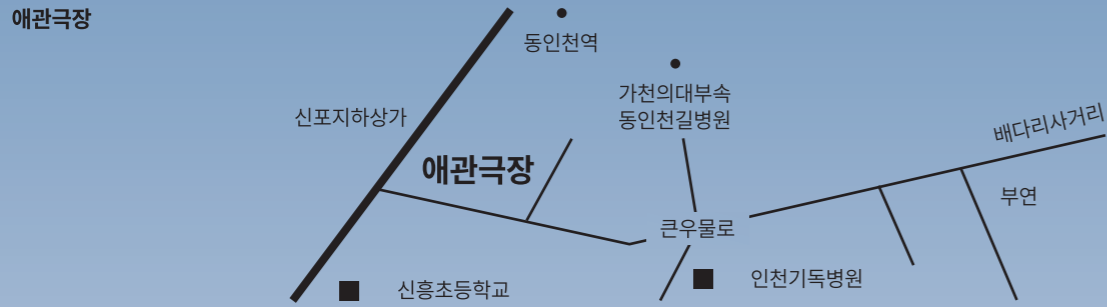 애관극장
동인천역
가천의대부속
동인천길병원
신포지하상가
배다리사거리
애관극장
부연
큰우물로
인천기독병원
신흥초등학교